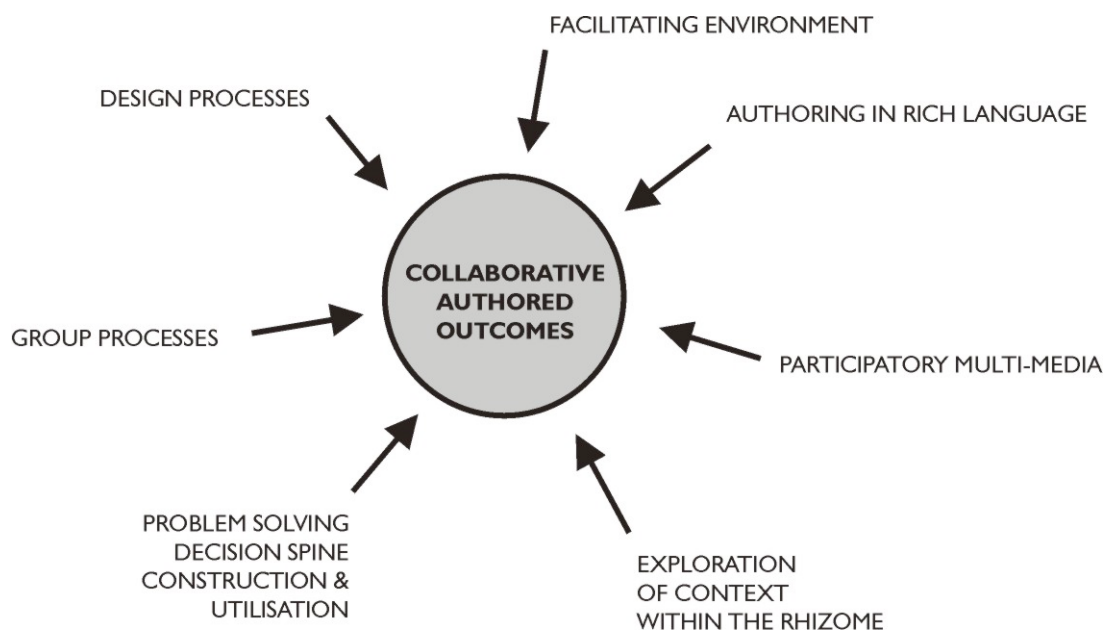 FACILITATING ENVIRONMENT
DESIGN PROCESSES
AUTHORING IN RICH LANGUAGE
COLLABORATIVE
AUTHORED
OUTCOMES
GROUP PROCESSES
PARTICIPATORY MULTI-MEDIA
PROBLEM SOLVING
DECISION SPINE
CONSTRUCTION &
UTILISATION
EXPLORATION
OF CONTEXT
WITHIN THE RHIZOME